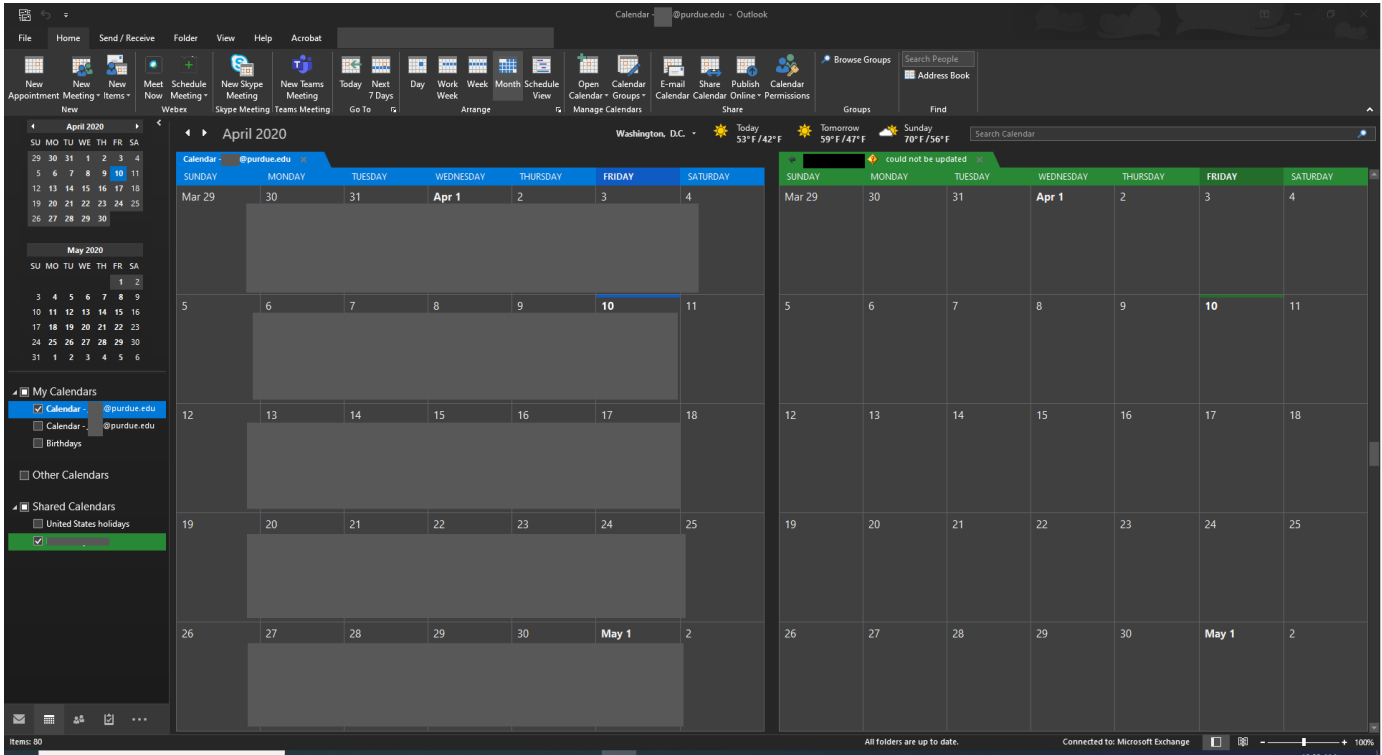 Calendar - @purdue.edu - Outlook
File Home Send / Receive Folder View Help Acrobat
New Appointment
New Meeting
New Items
New
Meet Now
Schedule Meeting
Webex
New Skype Meeting
Skype Meeting
New Teams Meeting
Teams Meeting
Today
Next 7 Days
Go To
Day
Work Week
Week
Month
Schedule View
Arrange
Open Calendar
Calendar Groups
Manage Calendars
E-mail Calendar
Share Calendar
Publish Online
Calendar Permissions
Share
Browse Groups
Groups
Search People
Address Book
Find
April 2020
SU MO TU WE TH FR SA
29 30 31 1 2 3 4
5 6 7 8 9 10 11
12 13 14 15 16 17 18
19 20 21 22 23 24 25
26 27 28 29 30
May 2020
SU MO TU WE TH FR SA
1 2
3 4 5 6 7 8 9
10 11 12 13 14 15 16
17 18 19 20 21 22 23
24 25 26 27 28 29 30
31 1 2 3 4 5 6
My Calendars
Calendar - @purdue.edu
Calendar - @purdue.edu
Birthdays
Other Calendars
Shared Calendars
United States holidays
April 2020
Washington, D.C.
Today
53°F/42°F
Tomorrow
59°F/47°F
Sunday
70°F/56°F
Search Calendar
Calendar - @purdue.edu
SUNDAY MONDAY TUESDAY WEDNESDAY THURSDAY FRIDAY SATURDAY
Mar 29 30 31 Apr 1 2 3 4
5 6 7 8 9 10 11
12 13 14 15 16 17 18
19 20 21 22 23 24 25
26 27 28 29 30 May 1 2
could not be updated
SUNDAY MONDAY TUESDAY WEDNESDAY THURSDAY FRIDAY SATURDAY
Mar 29 30 31 Apr 1 2 3 4
5 6 7 8 9 10 11
12 13 14 15 16 17 18
19 20 21 22 23 24 25
26 27 28 29 30 May 1 2
Items: 80
All folders are up to date.
Connected to: Microsoft Exchange
100%